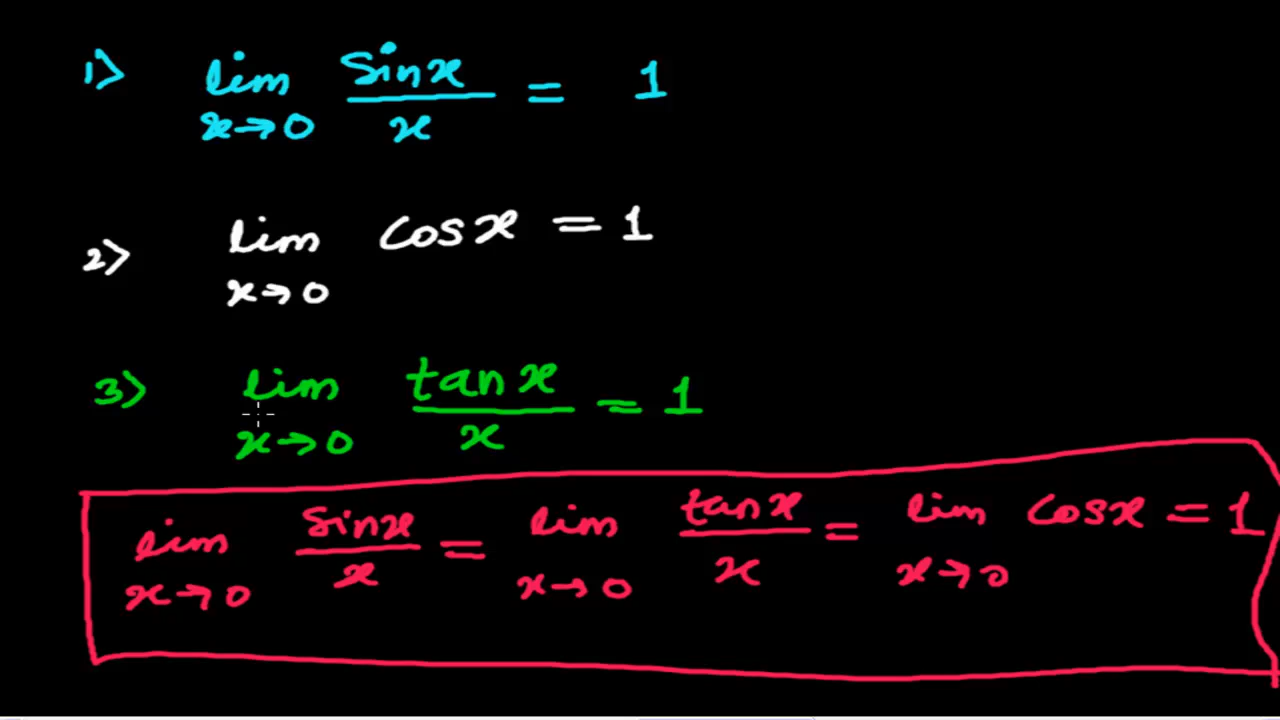 1) lim x→0 sinx/x = 1
2) lim x→0 cosx = 1
3) lim x→0 tanx/x = 1
lim x→0 sinx/x = lim x→0 tanx/x = lim x→0 cosx = 1